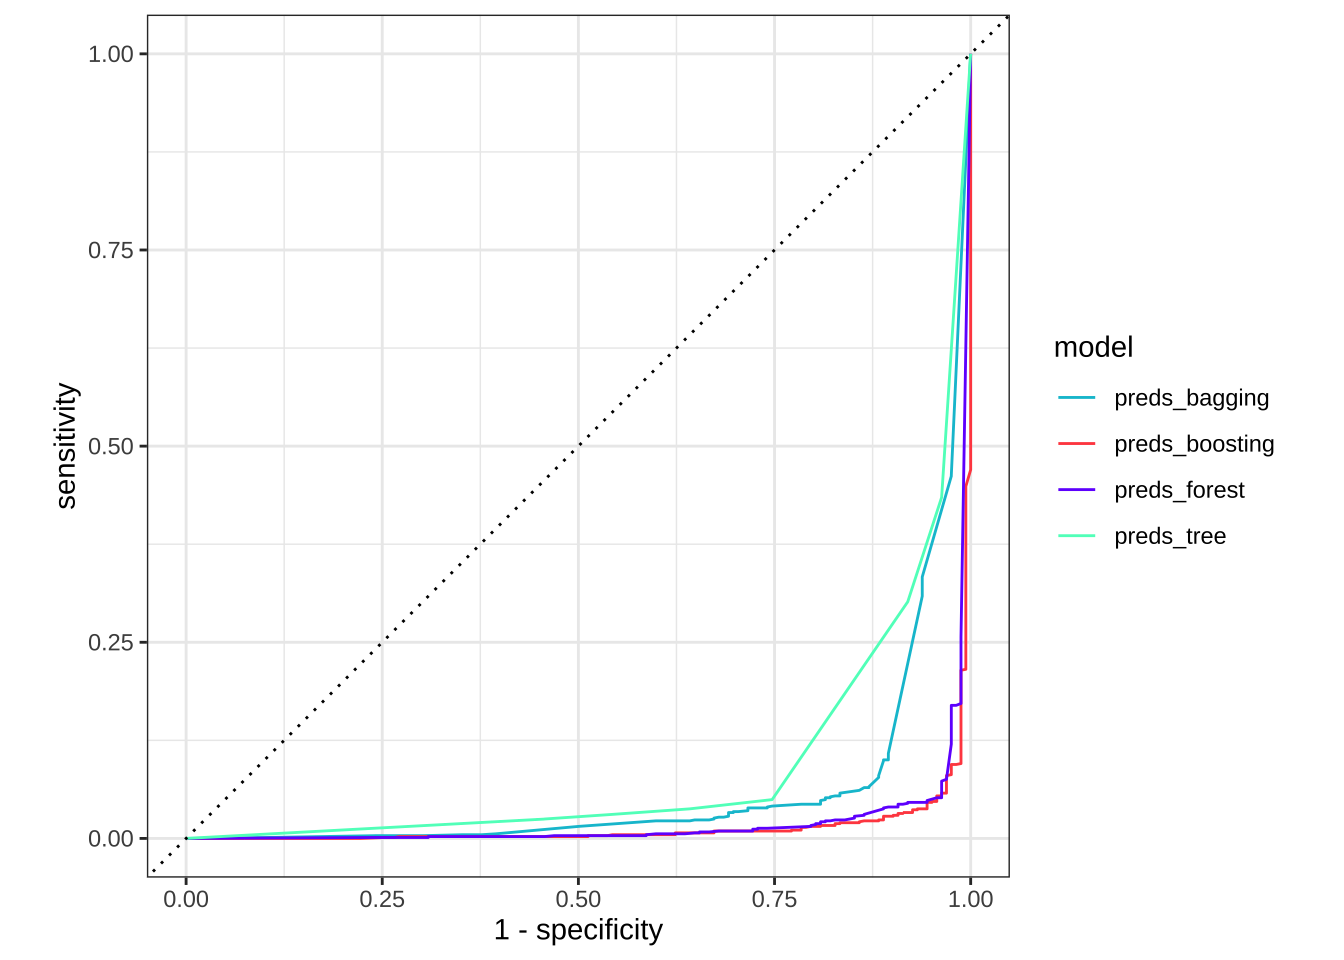 1.00
0.75
0.50
0.25
0.00
sensitivity
0.00 0.25 0.50 0.75 1.00
1 - specificity
model
preds_bagging
preds_boosting
preds_forest
preds_tree